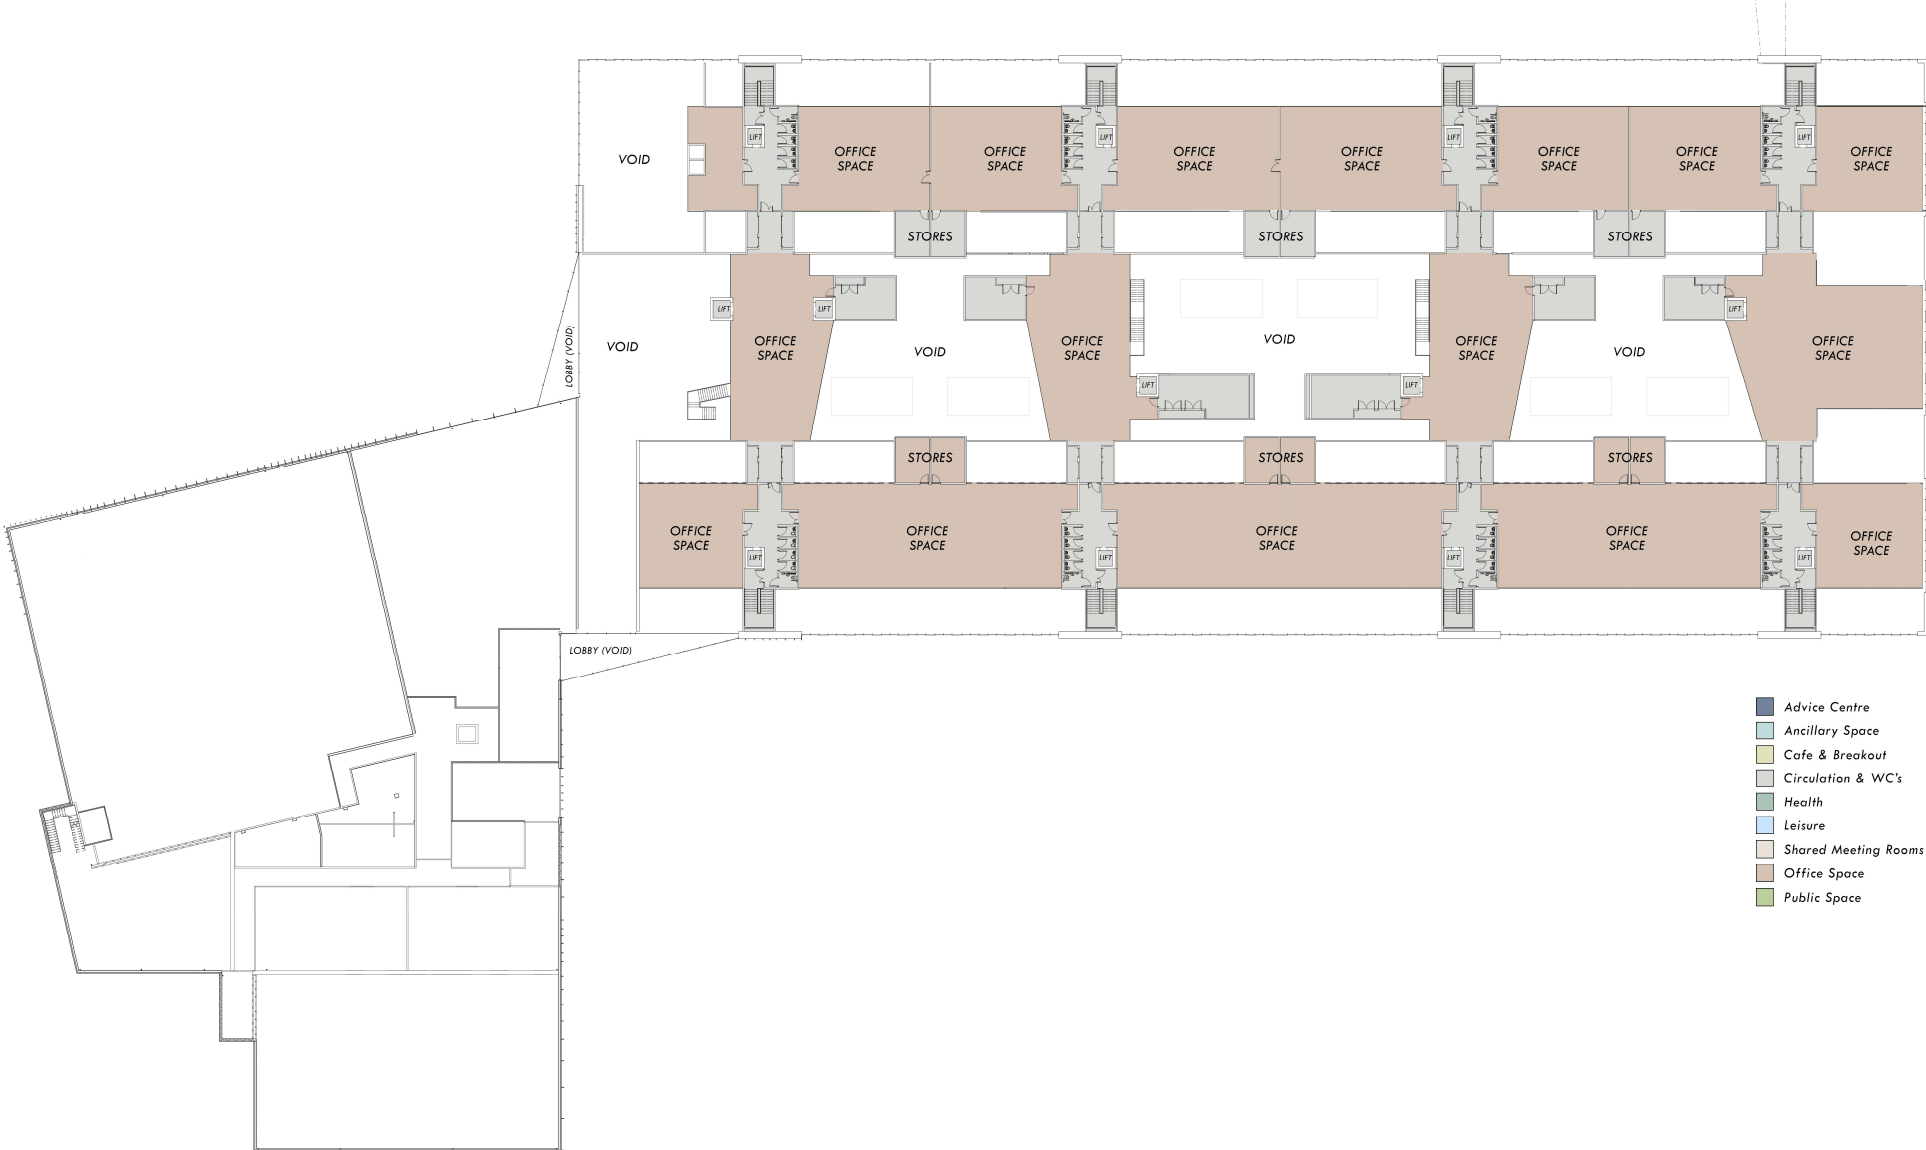 LIFT
LIFT
LIFT
LIFT
VOID
OFFICE
SPACE
OFFICE
SPACE
OFFICE
SPACE
OFFICE
SPACE
OFFICE
SPACE
OFFICE
SPACE
OFFICE
SPACE
STORES
STORES
STORES
LIFT
LIFT
LIFT
LOBBY (VOID)
VOID
OFFICE
SPACE
VOID
OFFICE
SPACE
VOID
OFFICE
SPACE
VOID
OFFICE
SPACE
LIFT
LIFT
STORES
STORES
STORES
OFFICE
SPACE
OFFICE
SPACE
OFFICE
SPACE
OFFICE
SPACE
OFFICE
SPACE
LIFT
LIFT
LIFT
LIFT
LOBBY (VOID)
Advice Centre
Ancillary Space
Cafe & Breakout
Circulation & WC's
Health
Leisure
Shared Meeting Rooms
Office Space
Public Space